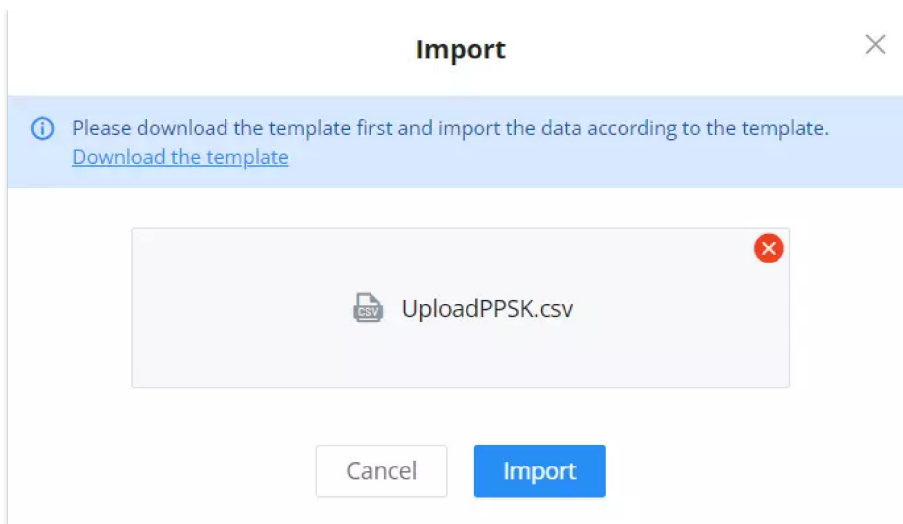 Import
Please download the template first and import the data according to the template.
Download the template
CSV
UploadPPSK.csv
Cancel
Import